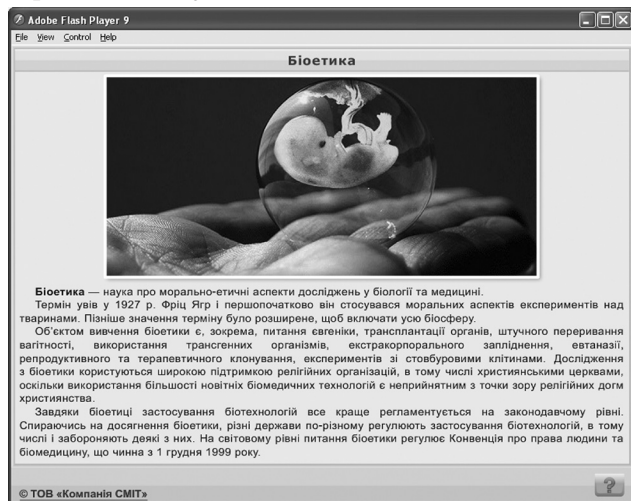 Adobe Flash Player 9
File View Control Help
Біоетика
Біоетика — наука про морально-етичні аспекти досліджень у біології та медицині.
Термін увів у 1927 р. Фріц Ягр і першопочатково він стосувався моральних аспектів експериментів над
тваринами. Пізніше значення терміну було розширене, щоб включати усю біосферу.
Об'єктом вивчення біоетики є, зокрема, питання євгеніки, трансплантації органів, штучного переривання
вагітності, використання трансгенних організмів, екстракорпорального запліднення, евтаназії,
репродуктивного та терапевтичного клонування, експериментів зі стовбуровими клітинами. Дослідження
з біоетики користуються широкою підтримкою релігійних організацій, в тому числі християнськими церквами,
оскільки використання більшості новітніх біомедичних технологій є неприйнятним з точки зору релігійних догм
християнства.
Завдяки біоетиці застосування біотехнологій все краще регламентується на законодавчому рівні.
Спираючись на досягнення біоетики, різні держави по-різному регулюють застосування біотехнологій, в тому
числі і забороняють деякі з них. На світовому рівні питання біоетики регулює Конвенція про права людини та
біомедицину, що чинна з 1 грудня 1999 року.
© ТОВ «Компанія СМІТ»
?